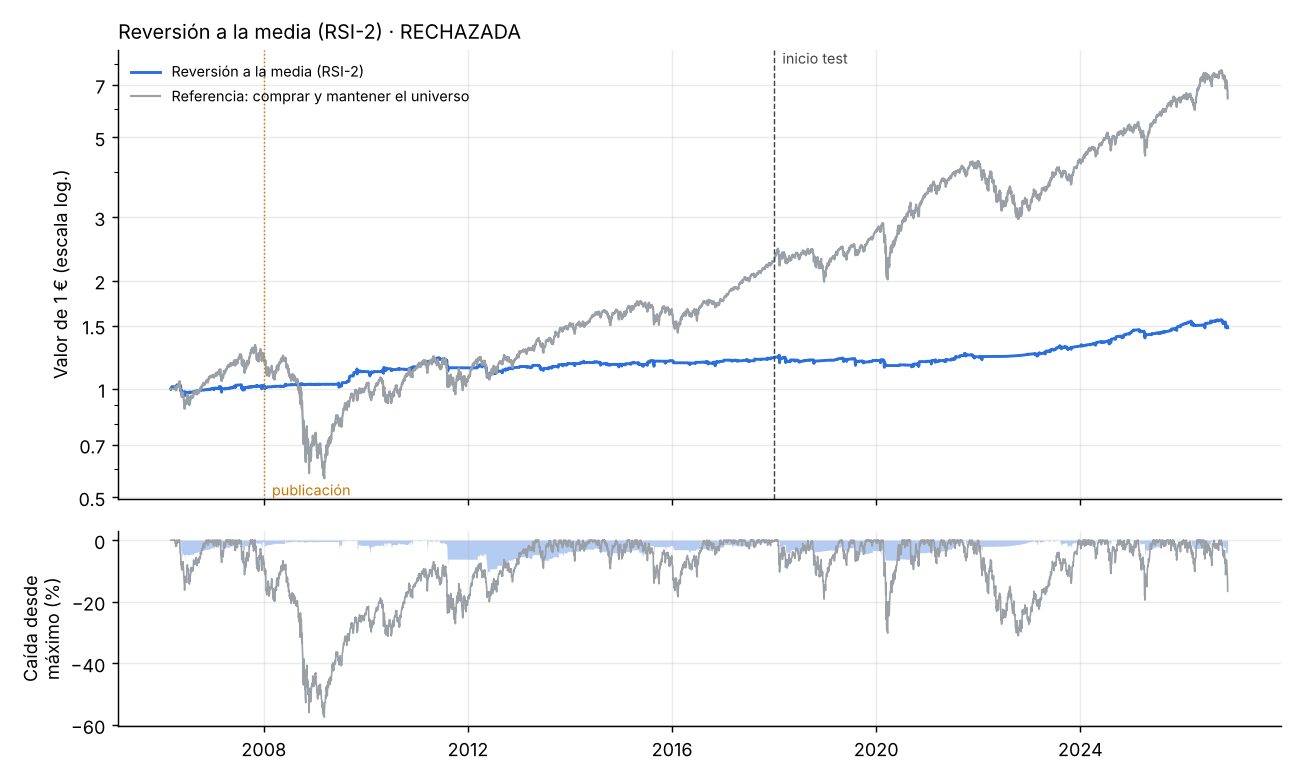 Reversión a la media (RSI-2) · RECHAZADA
inicio test
Reversión a la media (RSI-2)
Referencia: comprar y mantener el universo
Valor de 1 € (escala log.)
7
5
3
2
1.5
1
0.7
0.5
publicación
Caída desde
máximo (%)
0
−20
−40
−60
2008
2012
2016
2020
2024